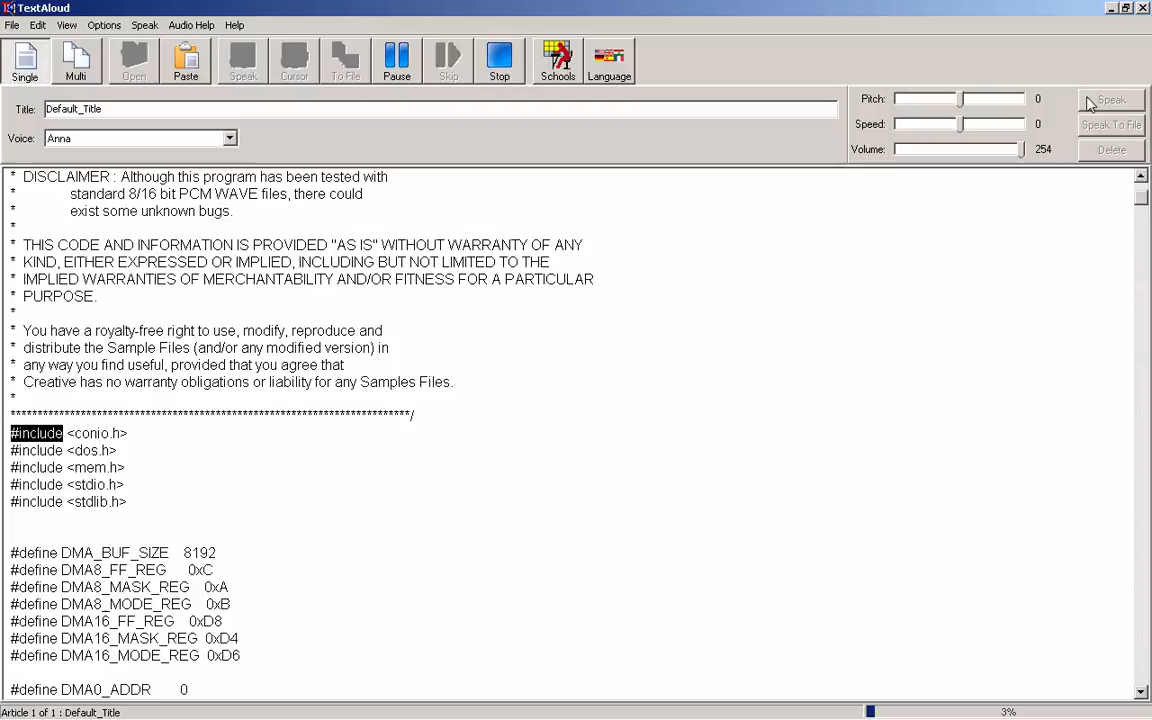 TextAloud
File Edit View Options Speak Audio Help Help
Single Multi Open Paste Speak Cursor To File Pause Skip Stop Schools Language
Title: Default_Title
Voice: Anna
Pitch: 0 Speak
Speed: 0 Speak To File
Volume: 254 Delete
* DISCLAIMER : Although this program has been tested with
* standard 8/16 bit PCM WAVE files, there could
* exist some unknown bugs.
*
* THIS CODE AND INFORMATION IS PROVIDED "AS IS" WITHOUT WARRANTY OF ANY
* KIND, EITHER EXPRESSED OR IMPLIED, INCLUDING BUT NOT LIMITED TO THE
* IMPLIED WARRANTIES OF MERCHANTABILITY AND/OR FITNESS FOR A PARTICULAR
* PURPOSE.
*
* You have a royalty-free right to use, modify, reproduce and
* distribute the Sample Files (and/or any modified version) in
* any way you find useful, provided that you agree that
* Creative has no warranty obligations or liability for any Samples Files.
*
***************************************************************************/
#include <conio.h>
#include <dos.h>
#include <mem.h>
#include <stdio.h>
#include <stdlib.h>
#define DMA_BUF_SIZE 8192
#define DMA8_FF_REG 0xC
#define DMA8_MASK_REG 0xA
#define DMA8_MODE_REG 0xB
#define DMA16_FF_REG 0xD8
#define DMA16_MASK_REG 0xD4
#define DMA16_MODE_REG 0xD6
#define DMA0_ADDR 0
Article 1 of 1 : Default_Title 3%